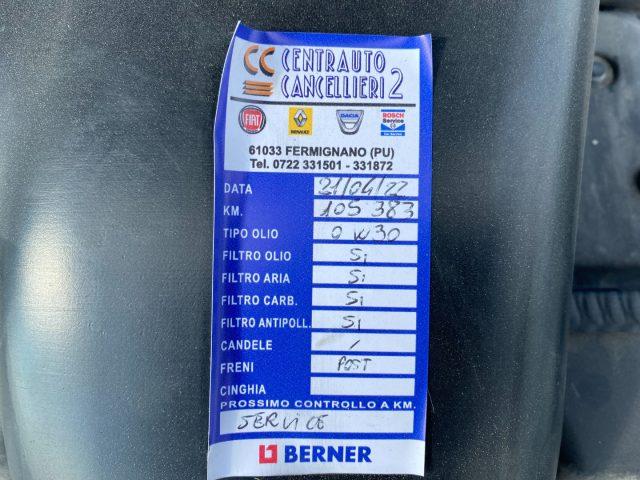 CC CENTRAUTO
CANCELLIERI 2
FIAT RENAULT DACIA BOSCH Service
61033 FERMIGNANO (PU)
Tel. 0722 331501 - 331872
DATA 21/04/22
KM. 105 383
TIPO OLIO 0 W30
FILTRO OLIO Si
FILTRO ARIA Si
FILTRO CARB. Si
FILTRO ANTIPOLL. Si
CANDELE /
FRENI POST
CINGHIA
PROSSIMO CONTROLLO A KM.
SERVICE
BERNER